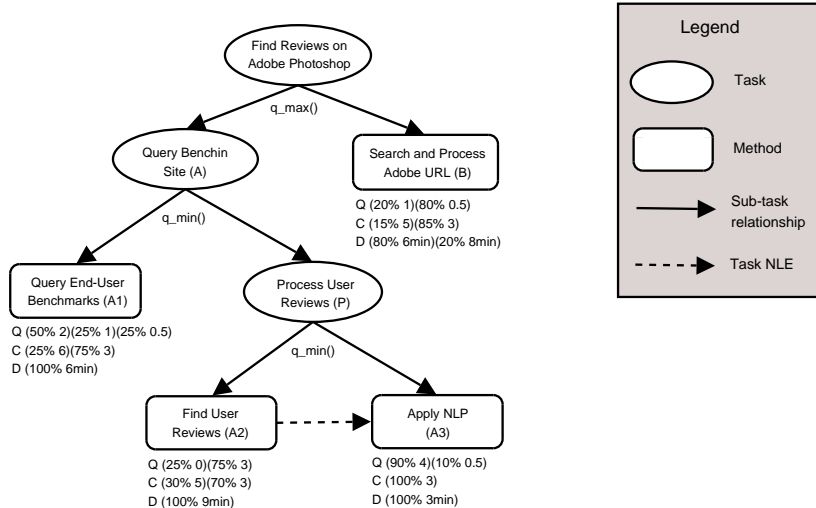 Find Reviews on
Adobe Photoshop
q_max()
Query Benchin
Site (A)
Search and Process
Adobe URL (B)
Q (20% 1)(80% 0.5)
C (15% 5)(85% 3)
D (80% 6min)(20% 8min)
q_min()
Query End-User
Benchmarks (A1)
Q (50% 2)(25% 1)(25% 0.5)
C (25% 6)(75% 3)
D (100% 6min)
Process User
Reviews (P)
q_min()
Find User
Reviews (A2)
Q (25% 0)(75% 3)
C (30% 5)(70% 3)
D (100% 9min)
Apply NLP
(A3)
Q (90% 4)(10% 0.5)
C (100% 3)
D (100% 3min)
Legend
Task
Method
Sub-task
relationship
Task NLE